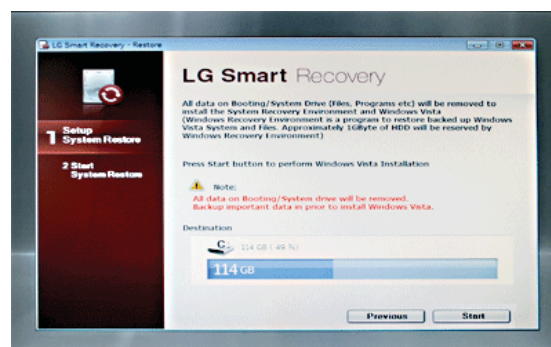 LG Smart Recovery - Restore
LG Smart Recovery
All data on Booting/System Drive (Files, Programs etc) will be removed to
install the System Recovery Environment and Windows Vista
(Windows Recovery Environment is a program to restore backed up Windows
Vista System and Files. Approximately 1GByte of HDD will be reserved by
Windows Recovery Environment)
1 Setup
System Restore
2 Start
System Restore
Press Start button to perform Windows Vista Installation
Note:
All data on Booting/System drive will be removed.
Backup important data in prior to install Windows Vista.
Destination
C: 114 GB ( 49 %)
114 GB
Previous
Start